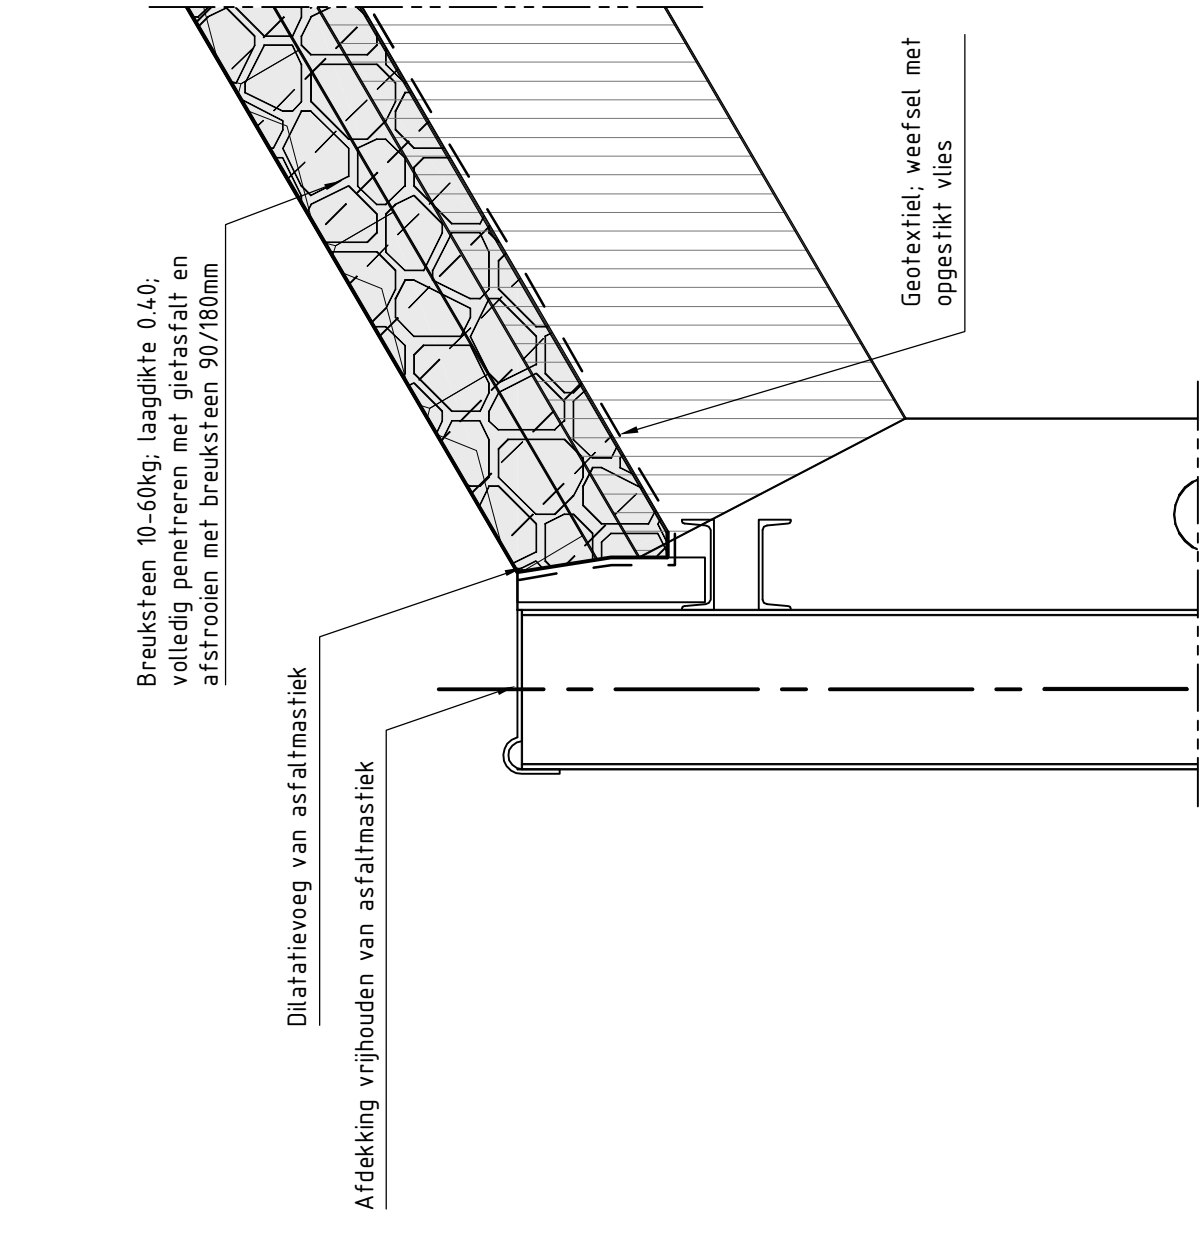 Breuksteen 10-60kg; laagdikte 0.40;
volledig penetreren met gietasfalt en
afstrooien met breuksteen 90/180mm
Dilatatievoeg van asfaltmastiek
Afdekking vrijhouden van asfaltmastiek
Geotextiel; weefsel met
opgestikt vlies